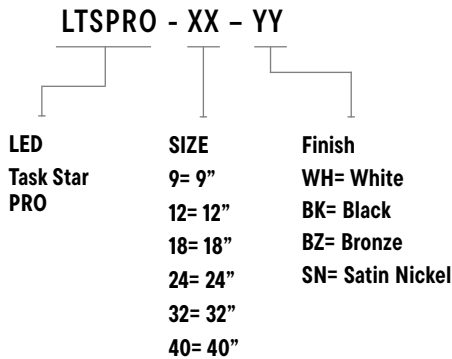 LTSPRO - XX – YY
LED
Task Star
PRO
SIZE
9= 9”
12= 12”
18= 18”
24= 24”
32= 32”
40= 40”
Finish
WH= White
BK= Black
BZ= Bronze
SN= Satin Nickel